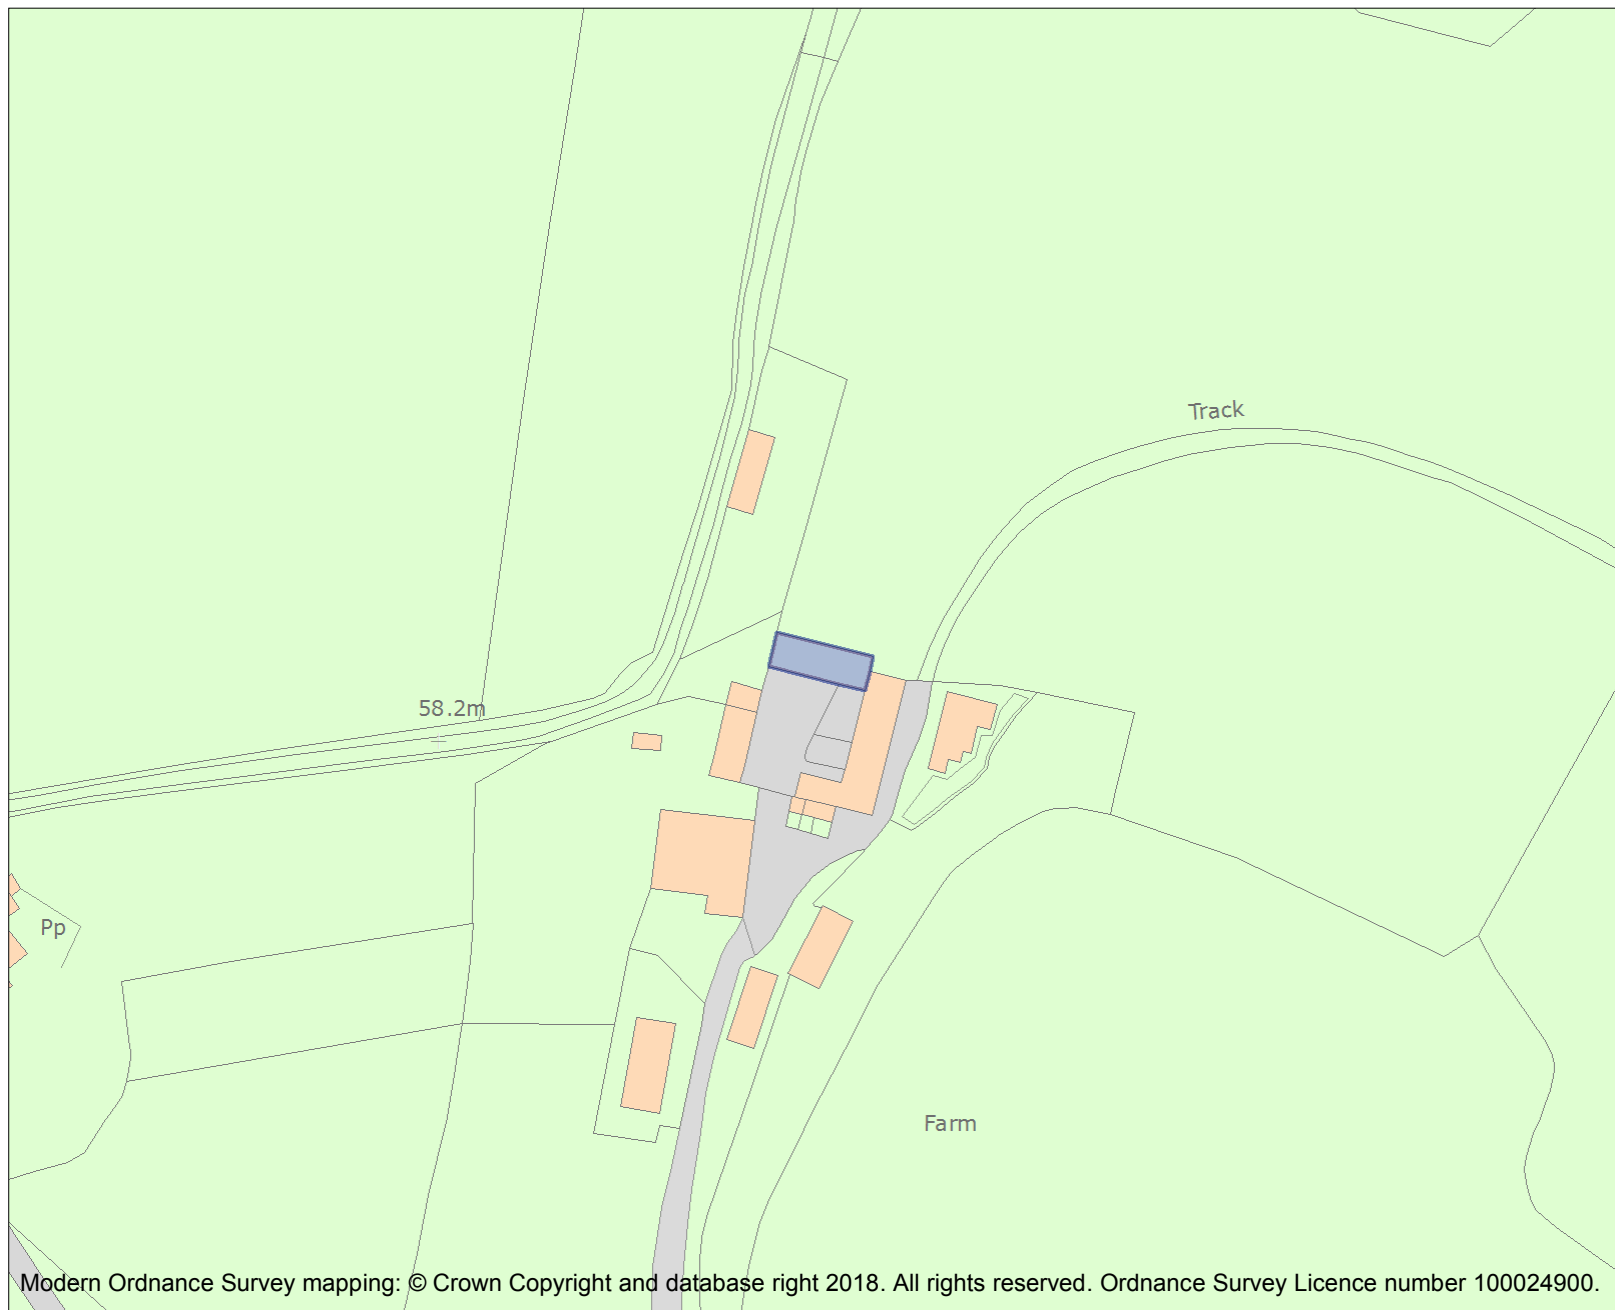 Track
58.2m
Pp
Farm
Modern Ordnance Survey mapping: © Crown Copyright and database right 2018. All rights reserved. Ordnance Survey Licence number 100024900.